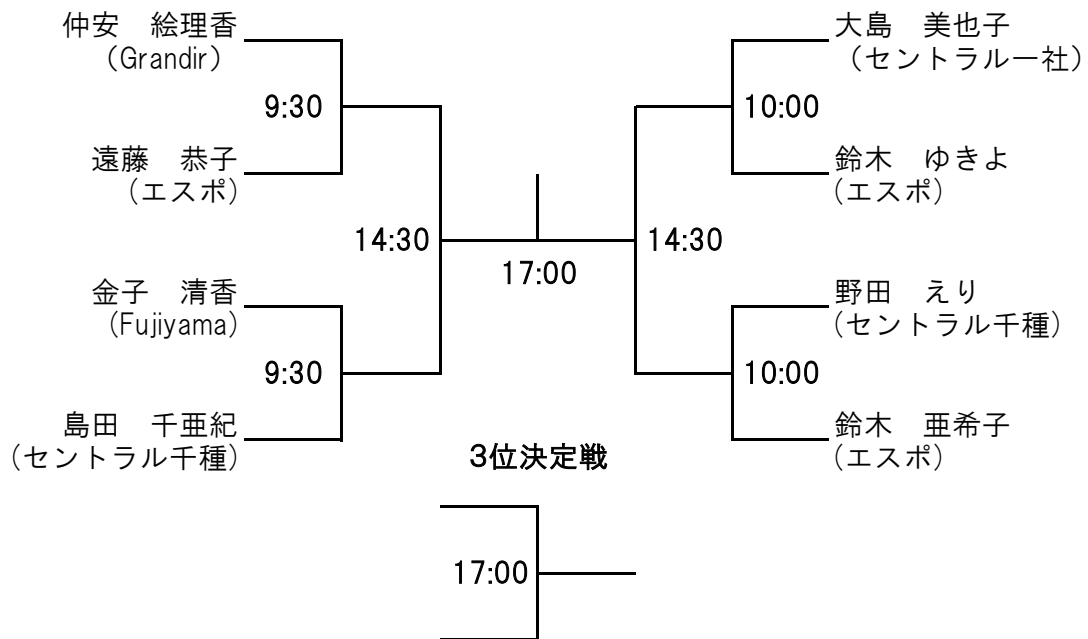 仲安　絵理香
（Grandir）
9:30
遠藤　恭子
（エスポ）
14:30
金子　清香
（Fujiyama）
9:30
島田　千亜紀
（セントラル千種）
17:00
大島　美也子
（セントラル一社）
10:00
鈴木　ゆきよ
（エスポ）
14:30
野田　えり
（セントラル千種）
10:00
鈴木　亜希子
（エスポ）
3位決定戦
17:00